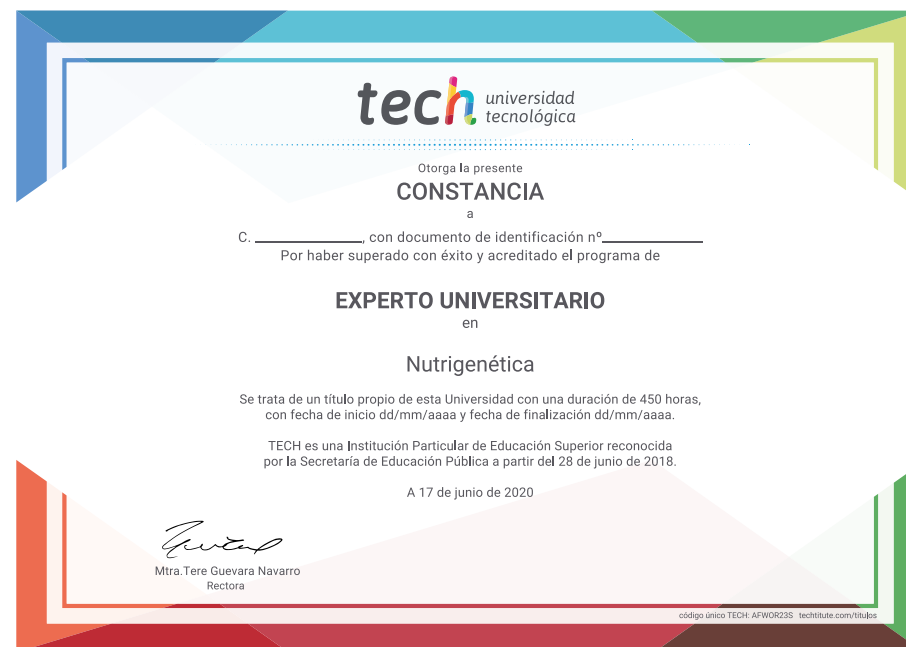 tech universidad
tecnológica
Otorga la presente
CONSTANCIA
a
C. ____________, con documento de identificación nº____________
Por haber superado con éxito y acreditado el programa de
EXPERTO UNIVERSITARIO
en
Nutrigenética
Se trata de un título propio de esta Universidad con una duración de 450 horas,
con fecha de inicio dd/mm/aaaa y fecha de finalización dd/mm/aaaa.
TECH es una Institución Particular de Educación Superior reconocida
por la Secretaría de Educación Pública a partir del 28 de junio de 2018.
A 17 de junio de 2020
Mtra.Tere Guevara Navarro
Rectora
código único TECH: AFWOR23S techtitute.com/titulos